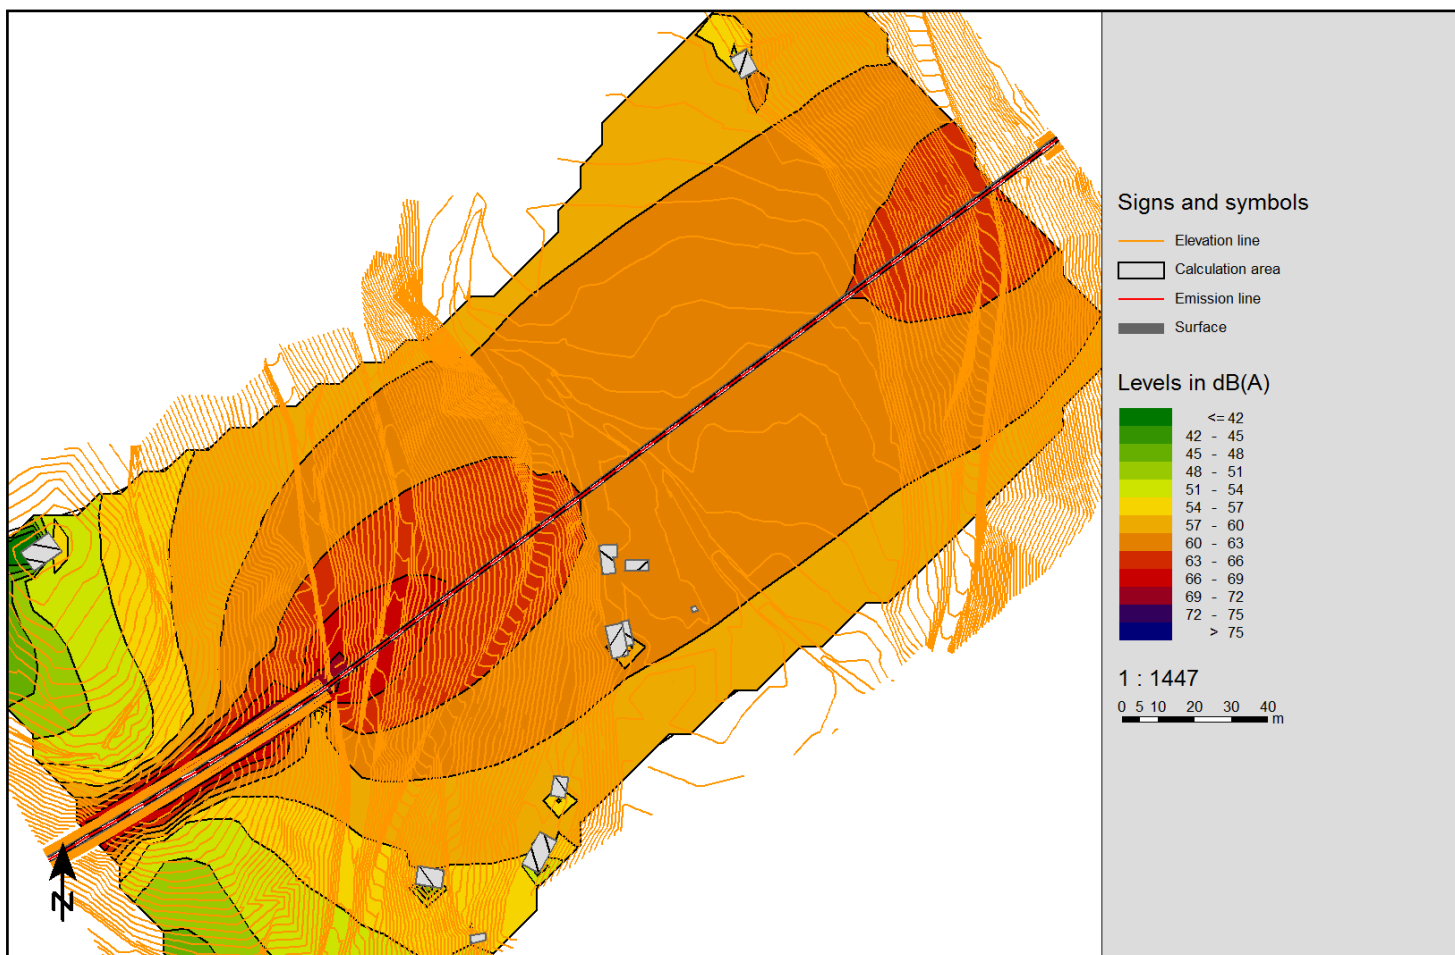 Signs and symbols
Elevation line
Calculation area
Emission line
Surface
Levels in dB(A)
<= 42
42 - 45
45 - 48
48 - 51
51 - 54
54 - 57
57 - 60
60 - 63
63 - 66
66 - 69
69 - 72
72 - 75
> 75
1 : 1447
0 5 10 20 30 40
m
N